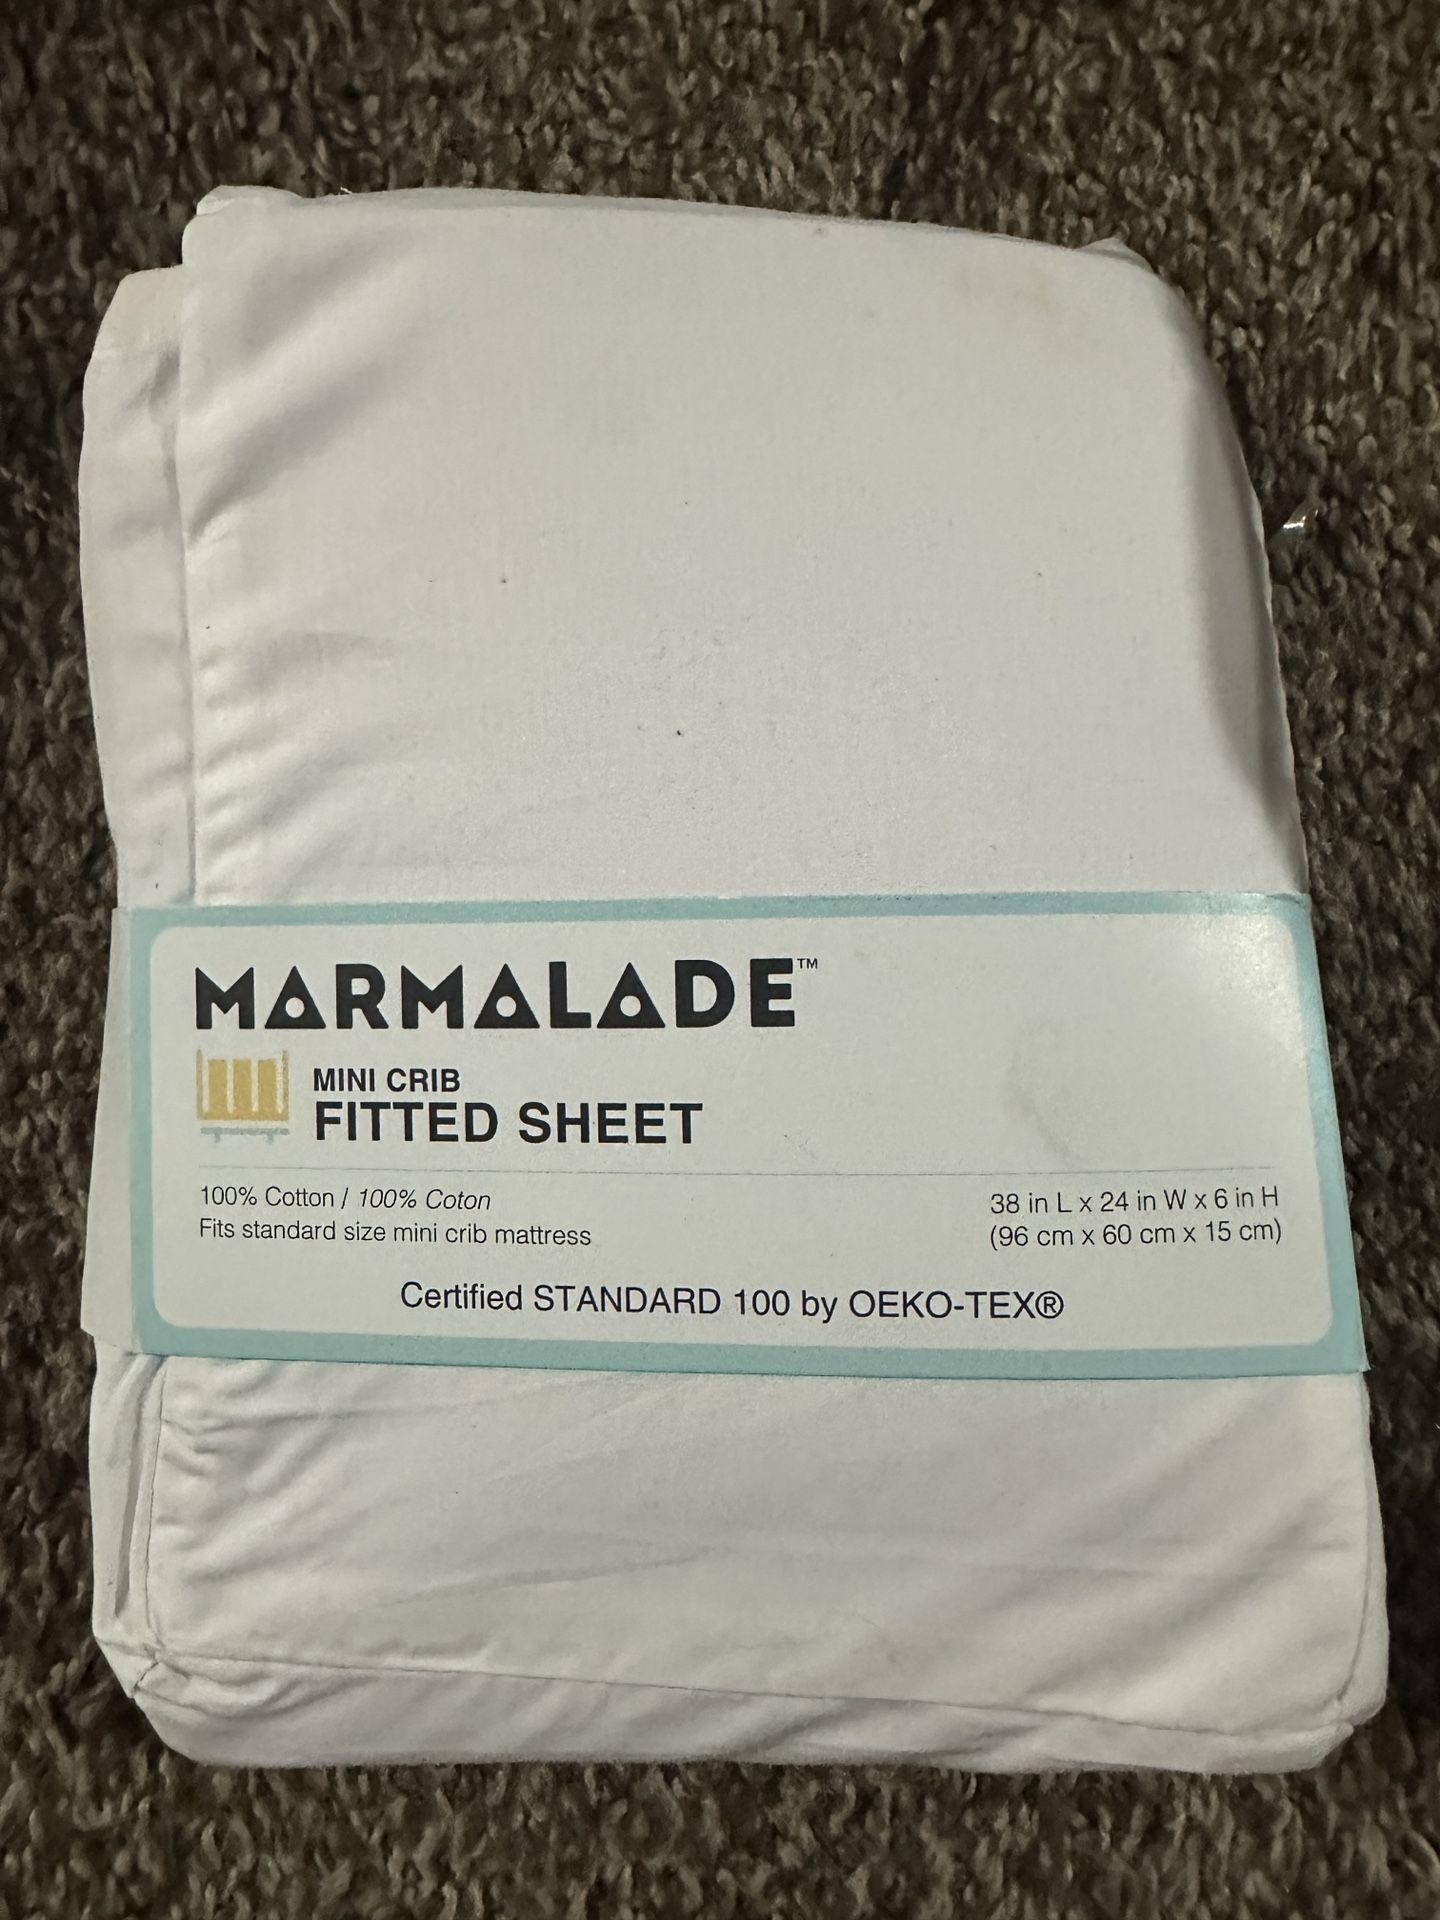 MARMALADE™
MINI CRIB
FITTED SHEET
100% Cotton / 100% Coton
Fits standard size mini crib mattress
38 in L x 24 in W x 6 in H
(96 cm x 60 cm x 15 cm)
Certified STANDARD 100 by OEKO-TEX®